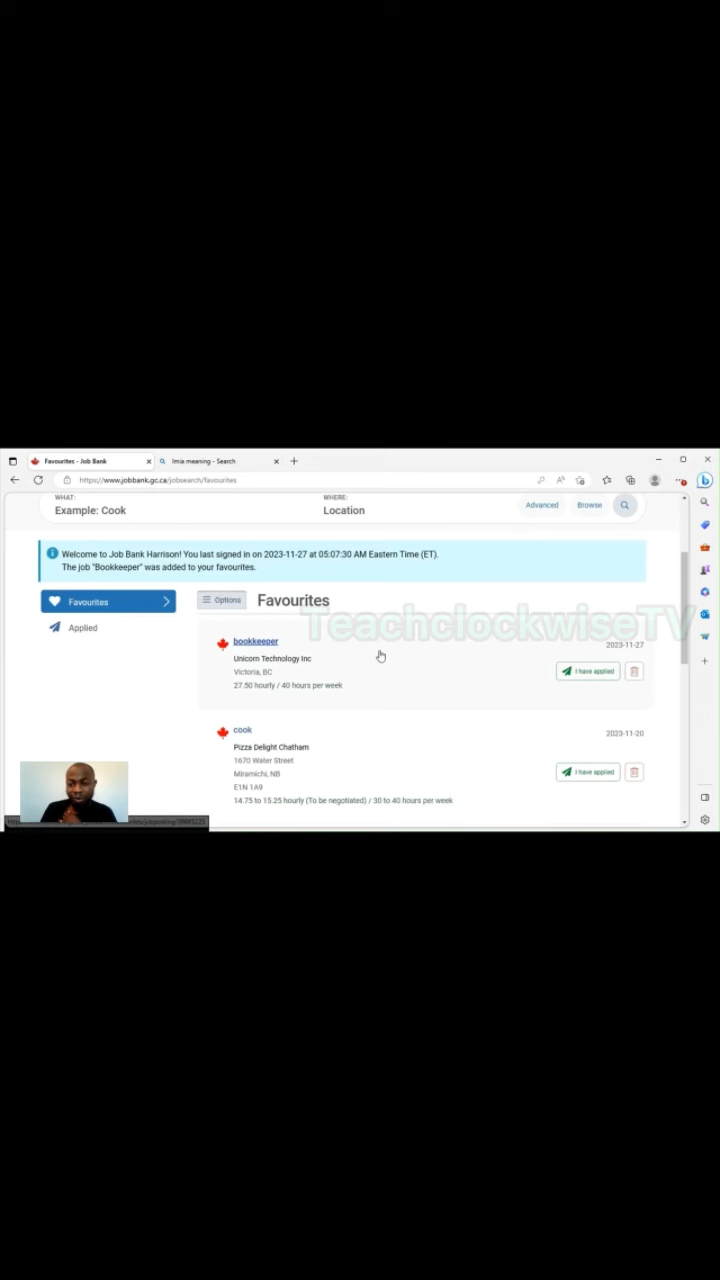 Favourites - Job Bank
lmia meaning - Search
https://www.jobbank.gc.ca/jobsearch/favourites
WHAT:
WHERE:
Example: Cook
Location
Advanced
Browse
Welcome to Job Bank Harrison! You last signed in on 2023-11-27 at 05:07:30 AM Eastern Time (ET).
The job "Bookkeeper" was added to your favourites.
Favourites
Applied
Options
Favourites
TeachclockwiseTV
bookkeeper
2023-11-27
Unicorn Technology Inc
Victoria, BC
27.50 hourly / 40 hours per week
I have applied
cook
2023-11-20
Pizza Delight Chatham
1670 Water Street
Miramichi, NB
E1N 1A9
14.75 to 15.25 hourly (To be negotiated) / 30 to 40 hours per week
I have applied